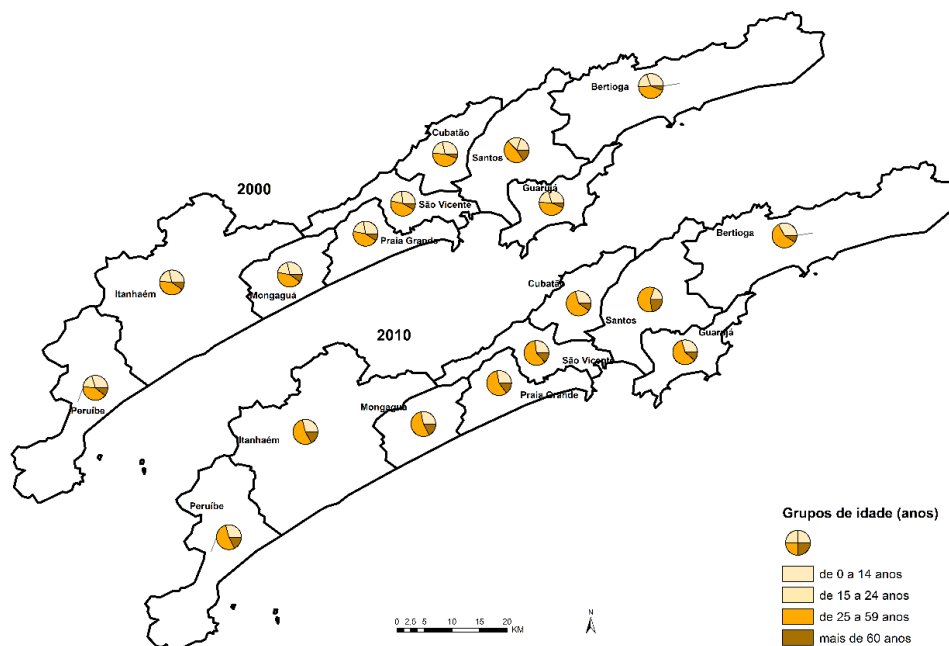 Bertioga
Cubatão
Santos
2000
Guarujá
São Vicente
Praia Grande
Itanhaém
Mongaguá
Peruíbe
Bertioga
Cubatão
Santos
Guarujá
2010
São Vicente
Praia Grande
Mongaguá
Itanhaém
Peruíbe
Grupos de idade (anos)
de 0 a 14 anos
de 15 a 24 anos
de 25 a 59 anos
mais de 60 anos
0 2.5 5 10 15 20
KM
N